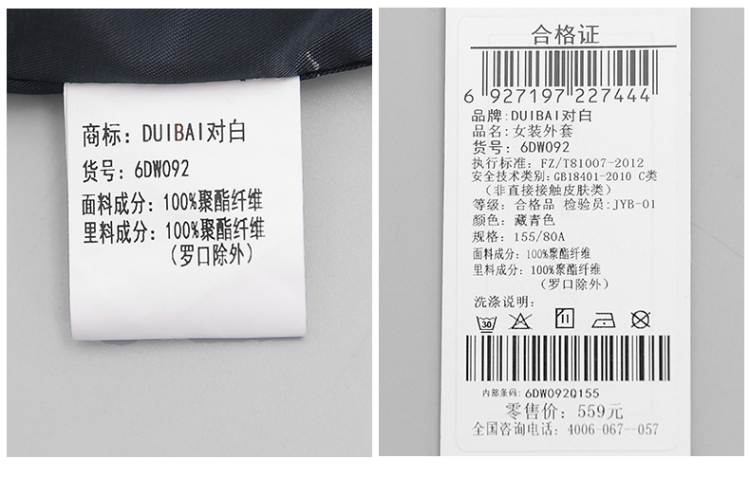 商标: DUIBAI对白
货号: 6DW092
面料成分: 100%聚酯纤维
里料成分: 100%聚酯纤维
(罗口除外)
合格证
6 927197 227444
品牌:DUIBAI对白
品名:女装外套
货号: 6DW092
执行标准: FZ/T81007-2012
安全技术类别:GB18401-2010 C类
(非直接接触皮肤类)
等级: 合格品 检验员:JYB-01
颜色: 藏青色
规格: 155/80A
面料成分: 100%聚酯纤维
里料成分: 100%聚酯纤维
(罗口除外)
洗涤说明:
30
内部条码: 6DW092Q155
零售价: 559元
全国咨询电话: 4006-067--057